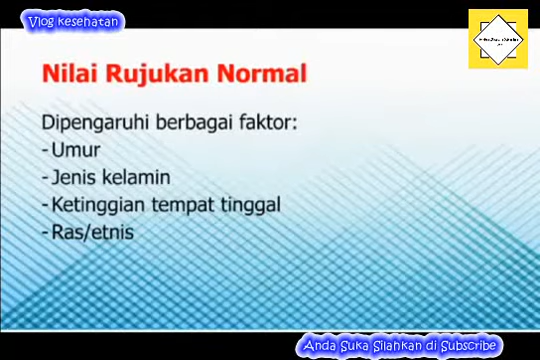 Vlog kesehatan
Nilai Rujukan Normal
Dipengaruhi berbagai faktor:
-Umur
-Jenis kelamin
-Ketinggian tempat tinggal
-Ras/etnis
Anda Suka Silahkan di Subscribe